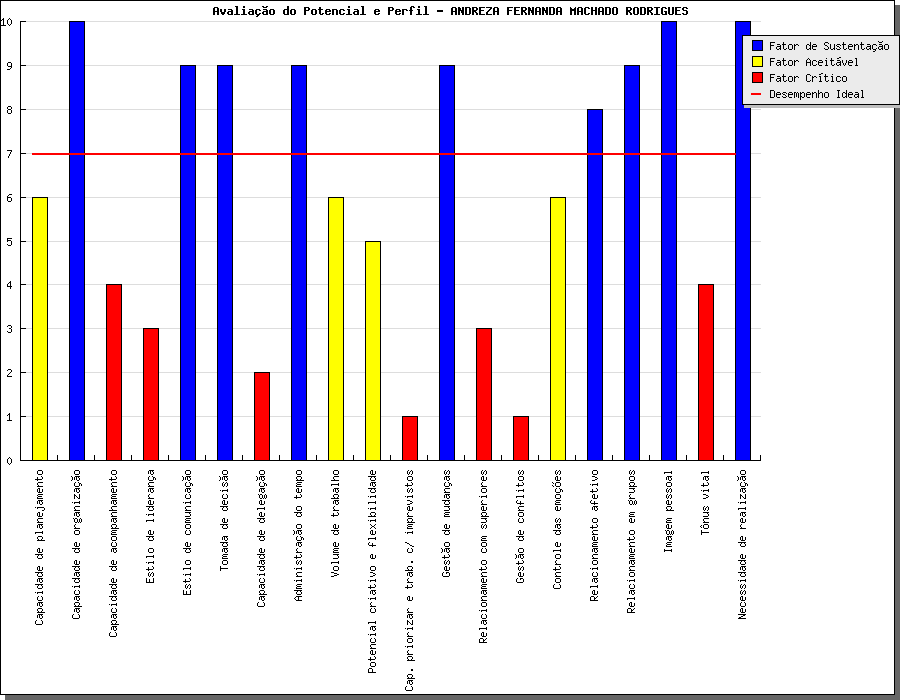 Avaliação do Potencial e Perfil - ANDREZA FERNANDA MACHADO RODRIGUES
10
9
8
7
6
5
4
3
2
1
0
Fator de Sustentação
Fator Aceitável
Fator Crítico
Desempenho Ideal
Capacidade de planejamento
Capacidade de organização
Capacidade de acompanhamento
Estilo de liderança
Estilo de comunicação
Tomada de decisão
Capacidade de delegação
Administração do tempo
Volume de trabalho
Potencial criativo e flexibilidade
Cap. priorizar e trab. c/ imprevistos
Gestão de mudanças
Relacionamento com superiores
Gestão de conflitos
Controle das emoções
Relacionamento afetivo
Relacionamento em grupos
Imagem pessoal
Tônus vital
Necessidade de realização